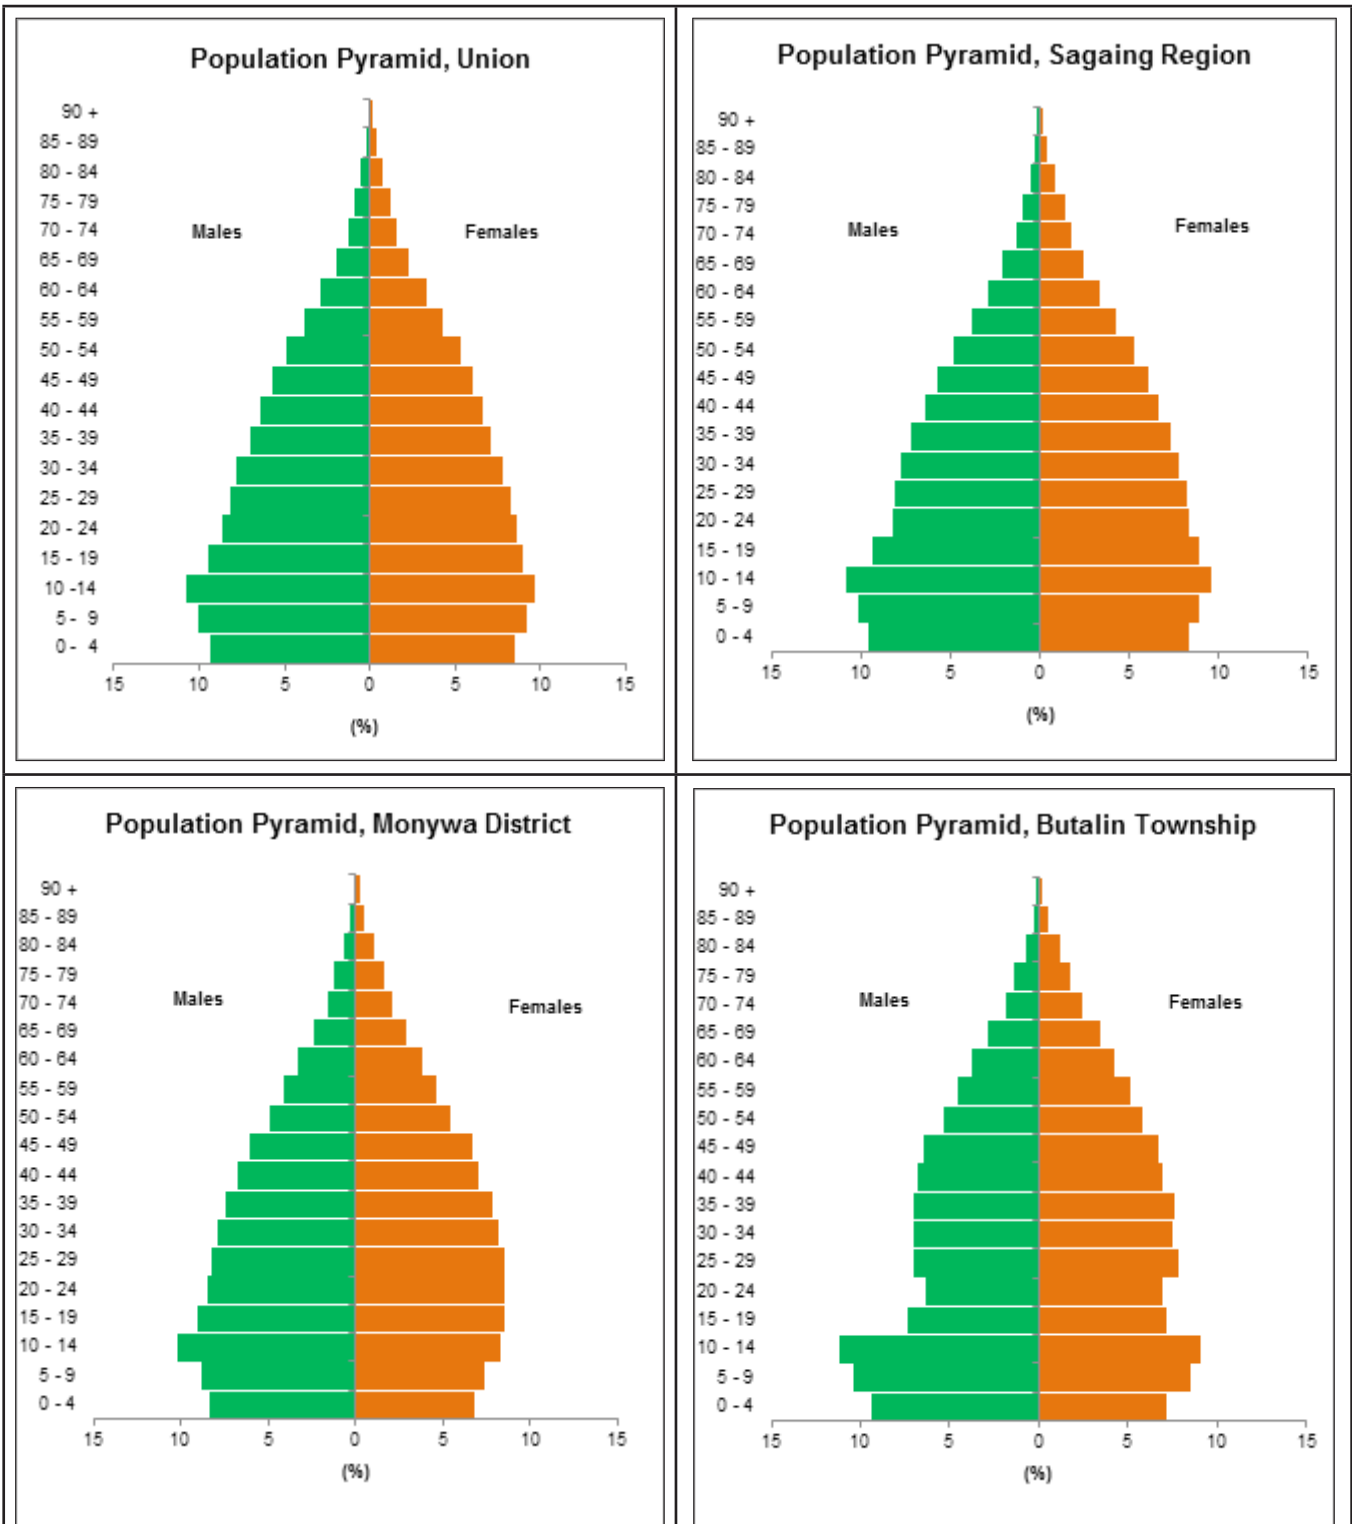 Population Pyramid, Union
90 +
85 - 89
80 - 84
75 - 79
70 - 74
65 - 69
60 - 64
55 - 59
50 - 54
45 - 49
40 - 44
35 - 39
30 - 34
25 - 29
20 - 24
15 - 19
10 -14
5 - 9
0 - 4
Males
Females
15 10 5 0 5 10 15
(%)
Population Pyramid, Sagaing Region
90 +
85 - 89
80 - 84
75 - 79
70 - 74
65 - 69
60 - 64
55 - 59
50 - 54
45 - 49
40 - 44
35 - 39
30 - 34
25 - 29
20 - 24
15 - 19
10 - 14
5 - 9
0 - 4
Males
Females
15 10 5 0 5 10 15
(%)
Population Pyramid, Monywa District
90 +
85 - 89
80 - 84
75 - 79
70 - 74
65 - 69
60 - 64
55 - 59
50 - 54
45 - 49
40 - 44
35 - 39
30 - 34
25 - 29
20 - 24
15 - 19
10 - 14
5 - 9
0 - 4
Males
Females
15 10 5 0 5 10 15
(%)
Population Pyramid, Butalin Township
90 +
85 - 89
80 - 84
75 - 79
70 - 74
65 - 69
60 - 64
55 - 59
50 - 54
45 - 49
40 - 44
35 - 39
30 - 34
25 - 29
20 - 24
15 - 19
10 - 14
5 - 9
0 - 4
Males
Females
15 10 5 0 5 10 15
(%)